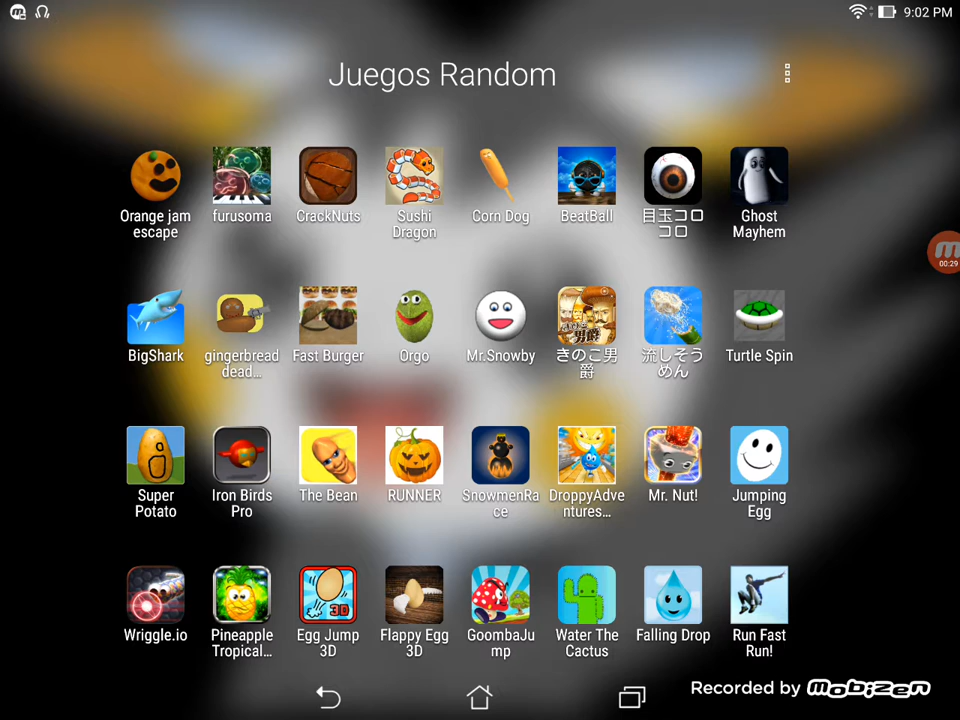 9:02 PM
Juegos Random
Orange jam
escape
furusoma
CrackNuts
Sushi
Dragon
Corn Dog
BeatBall
目玉コロ
コロ
Ghost
Mayhem
00:29
BigShark
gingerbread
dead...
Fast Burger
Orgo
Mr.Snowby
きのこ男
爵
流しそう
めん
Turtle Spin
Super
Potato
Iron Birds
Pro
The Bean
RUNNER
SnowmenRa
ce
DroppyAdve
ntures...
Mr. Nut!
Jumping
Egg
Wriggle.io
Pineapple
Tropical...
3D
Egg Jump
3D
Flappy Egg
3D
GoombaJu
mp
Water The
Cactus
Falling Drop
Run Fast
Run!
Recorded by Mobizen